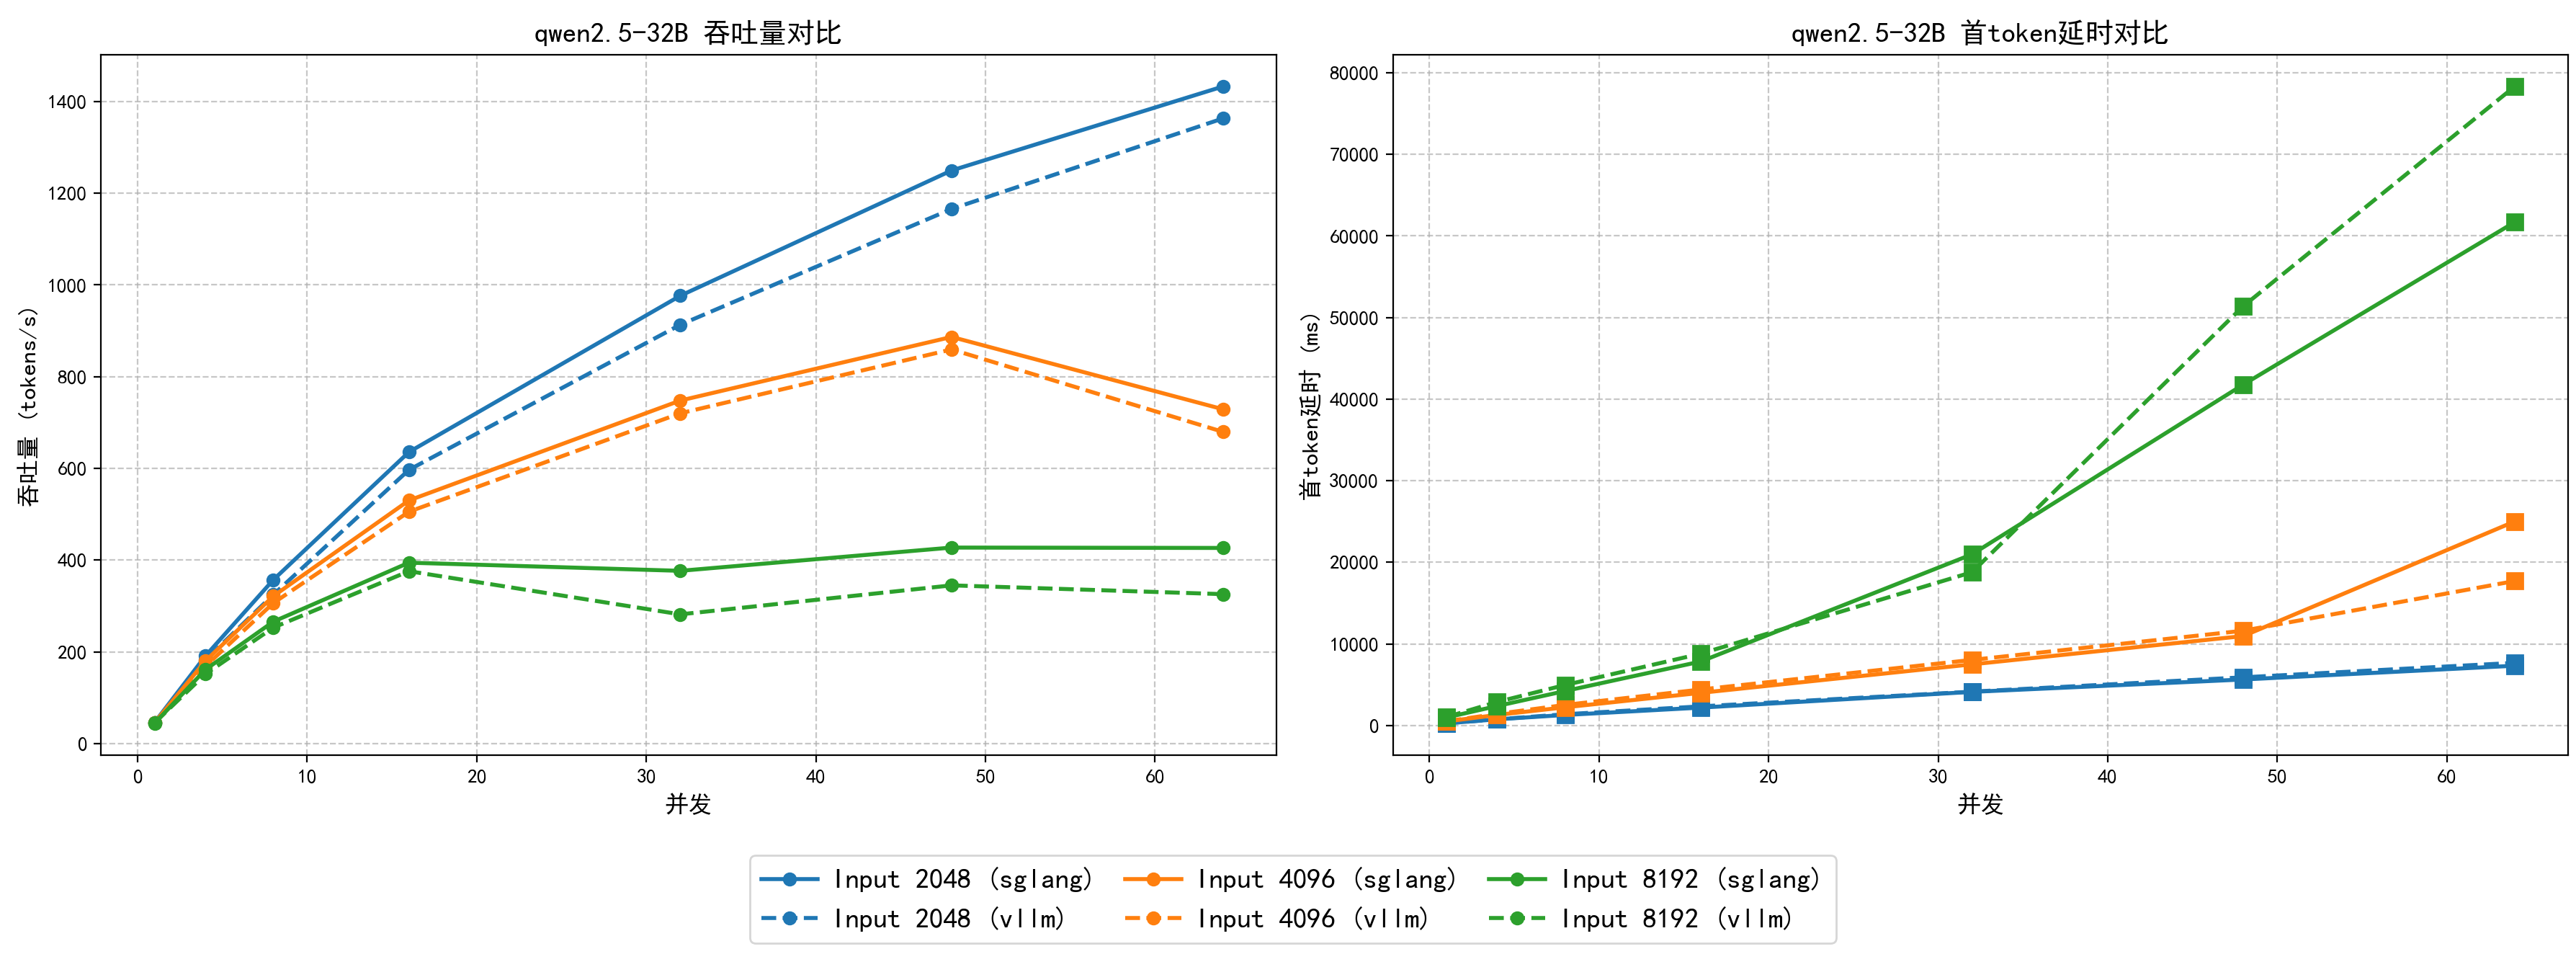 qwen2.5-32B 吞吐量对比
吞吐量 (tokens/s)
1400
1200
1000
800
600
400
200
0
0 10 20 30 40 50 60
并发
qwen2.5-32B 首token延时对比
首token延时 (ms)
80000
70000
60000
50000
40000
30000
20000
10000
0
0 10 20 30 40 50 60
并发
Input 2048 (sglang) Input 4096 (sglang) Input 8192 (sglang)
Input 2048 (vllm) Input 4096 (vllm) Input 8192 (vllm)